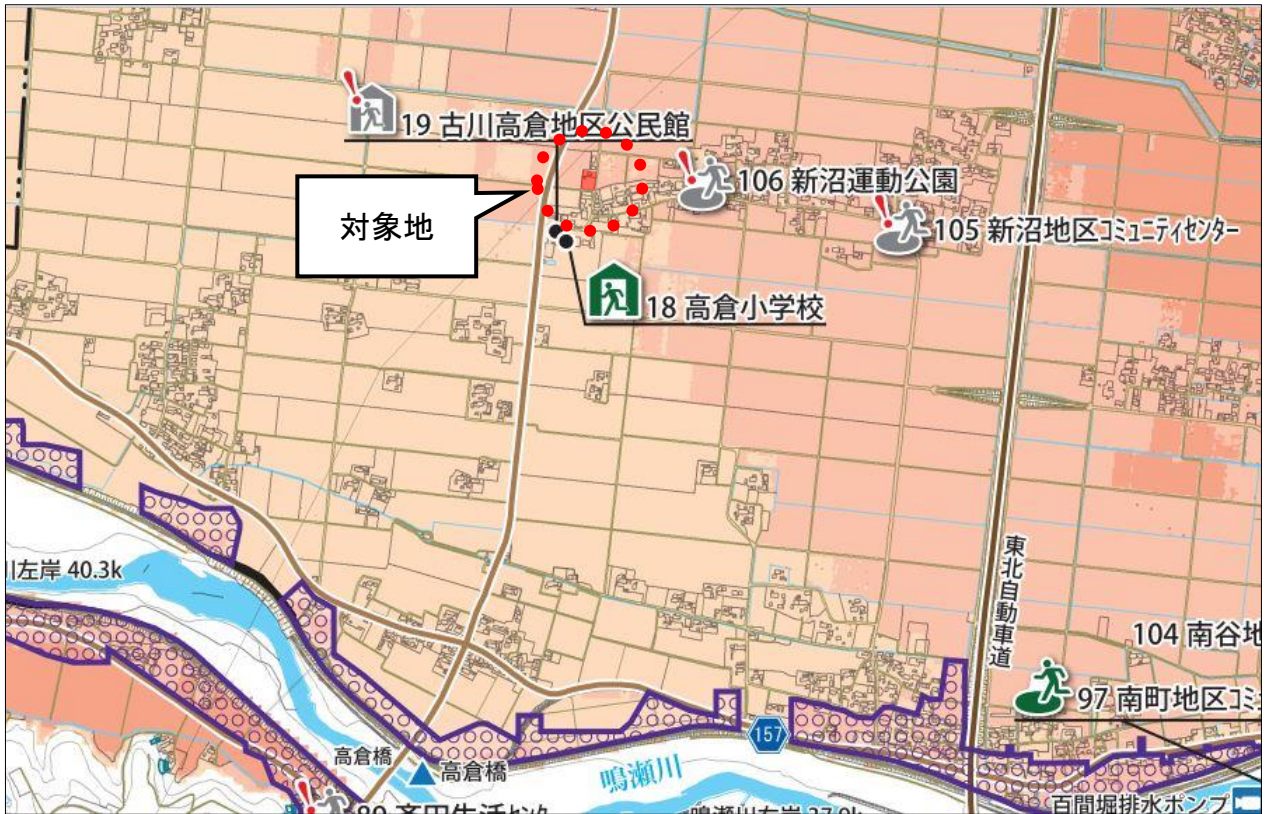 19 古川高倉地区公民館
対象地
106 新沼運動公園
105 新沼地区コミュニティセンター
18 高倉小学校
川左岸 40.3k
東北自動車道
104 南谷地
97 南町地区コミュ
157
高倉橋
高倉橋
鳴瀬川
百間堀排水ポンプ